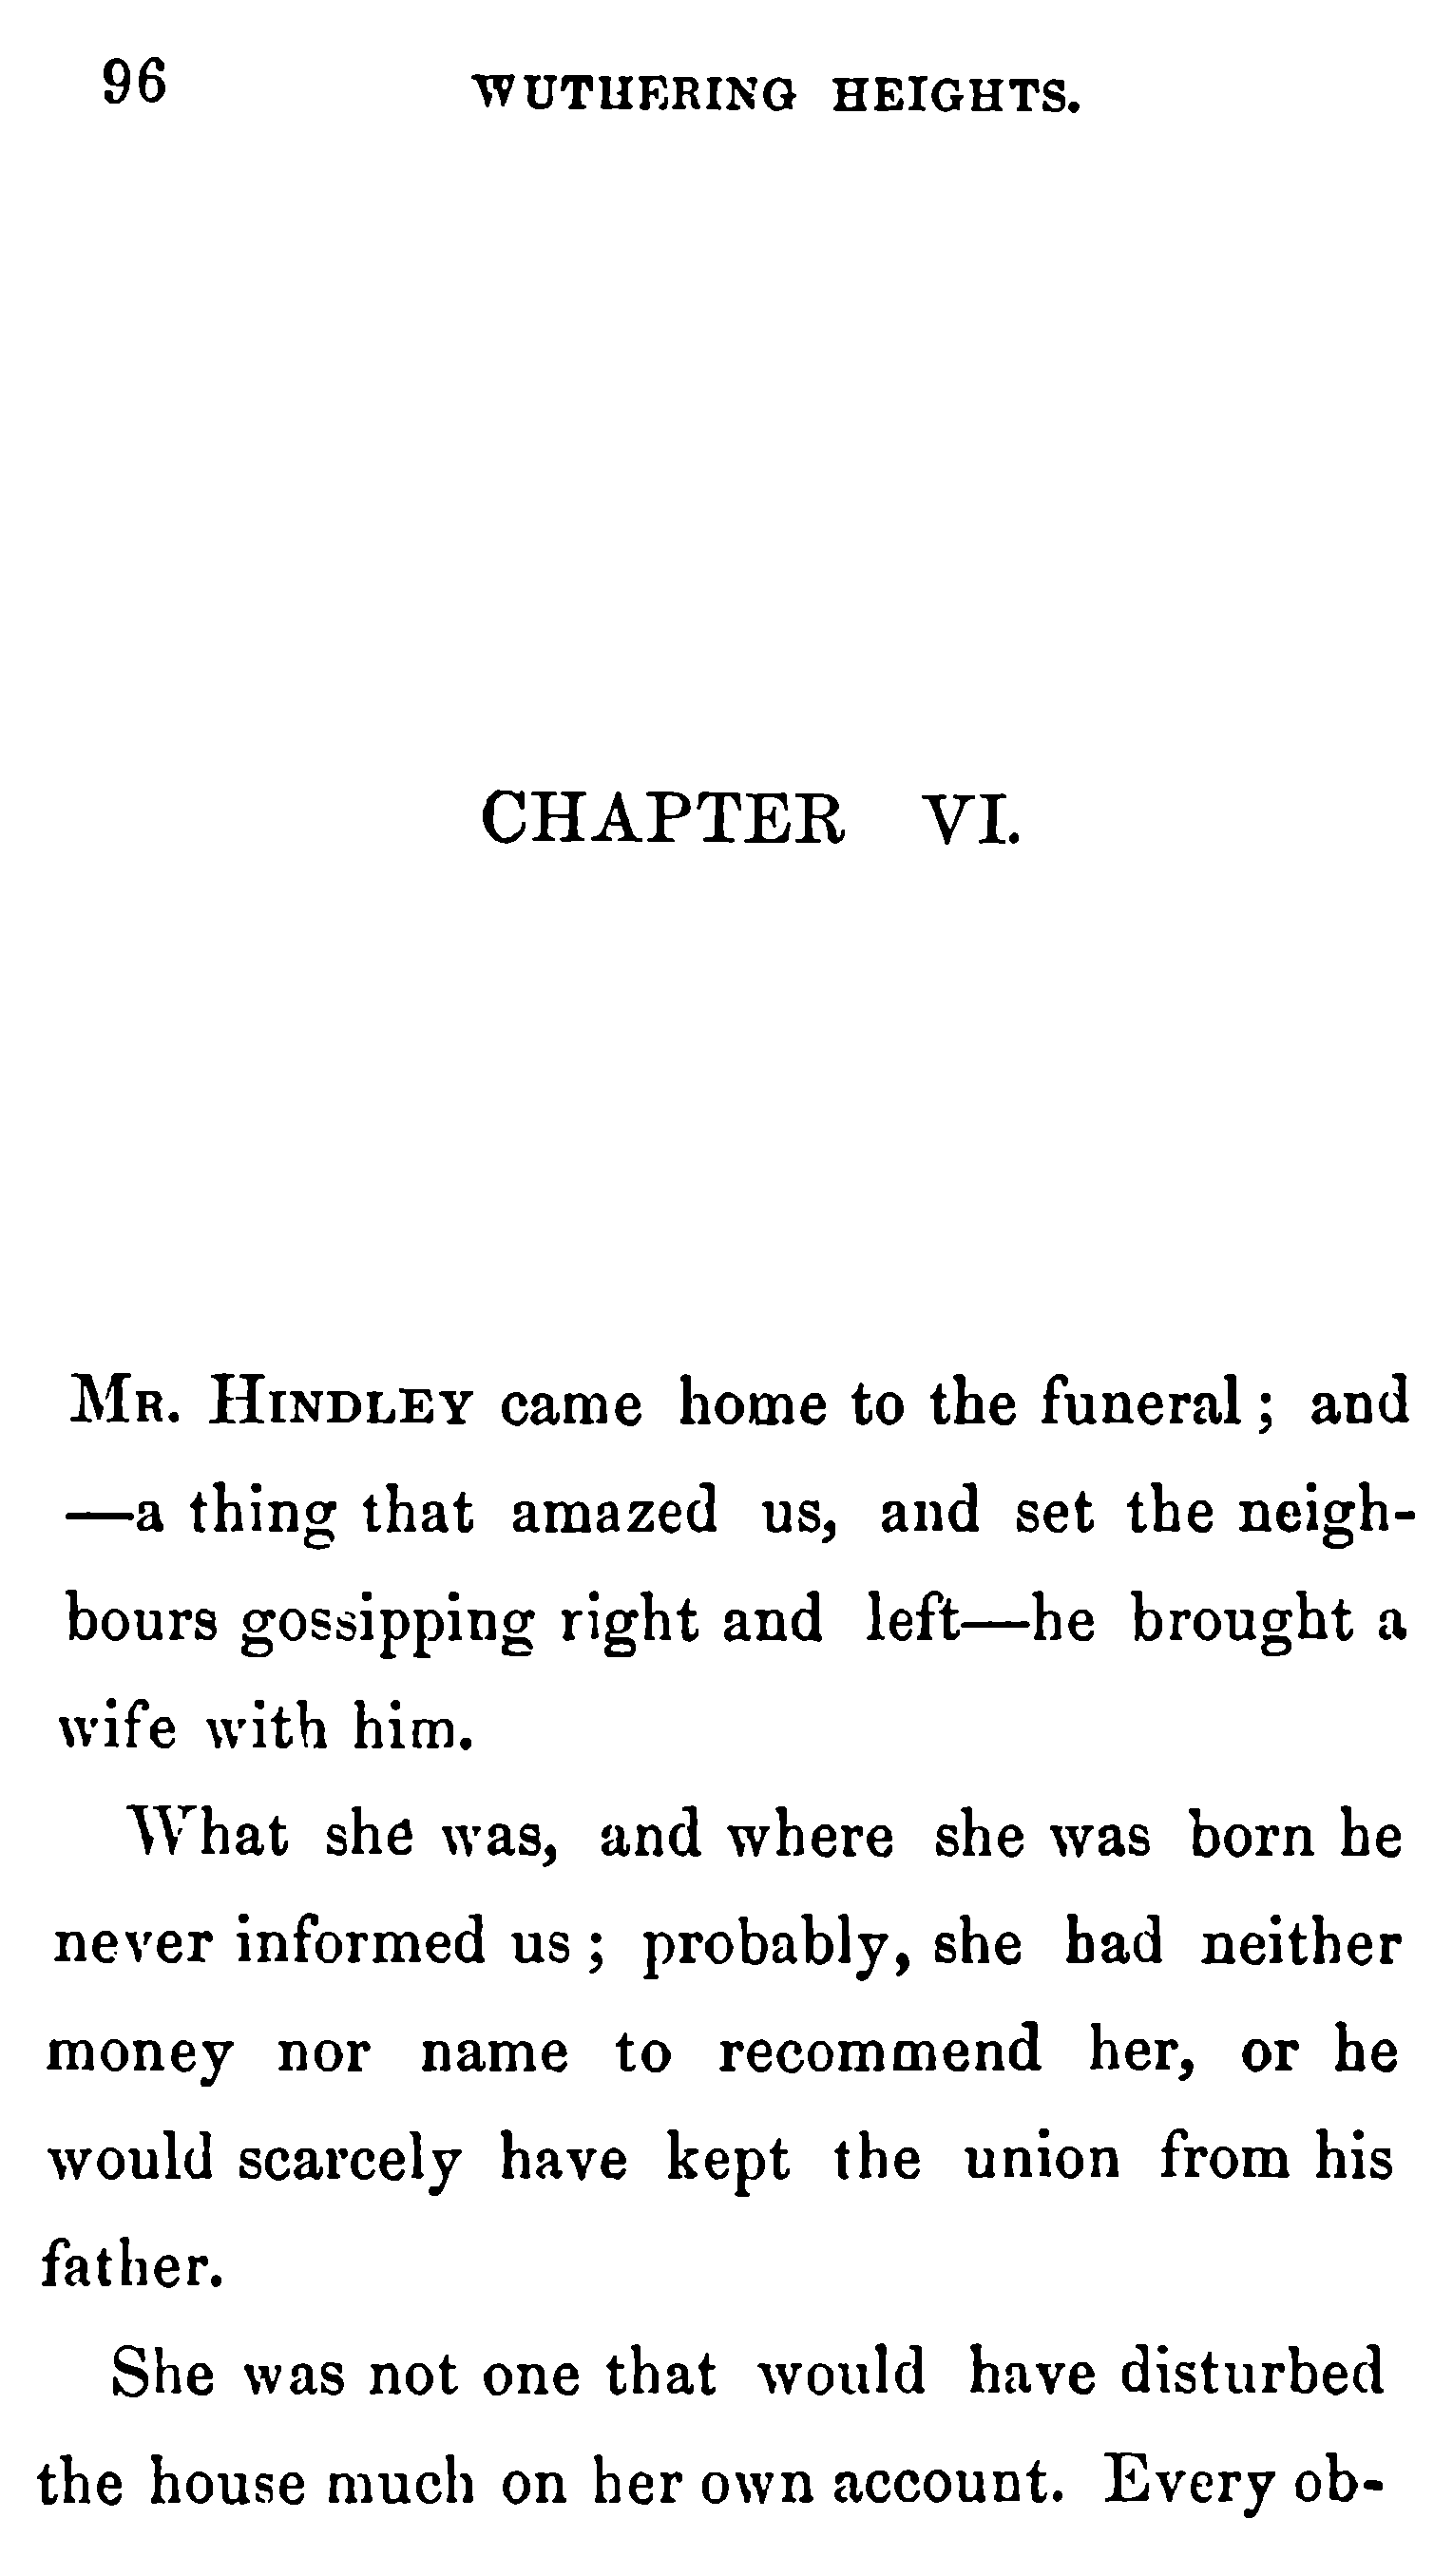 96 WUTHERING HEIGHTS.
CHAPTER VI.
MR. HINDLEY came home to the funeral; and
—a thing that amazed us, and set the neigh-
bours gossipping right and left—he brought a
wife with him.
What she was, and where she was born he
never informed us; probably, she had neither
money nor name to recommend her, or he
would scarcely have kept the union from his
father.
She was not one that would have disturbed
the house much on her own account. Every ob-